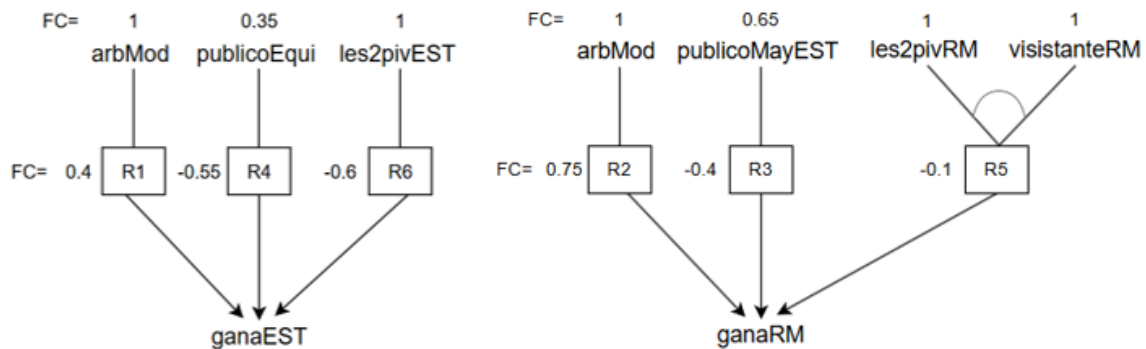 FC= 1 0.35 1
arbMod publicoEqui les2pivEST
FC= 0.4 R1 -0.55 R4 -0.6 R6
ganaEST
FC= 1 0.65 1 1
arbMod publicoMayEST les2pivRM visistanteRM
FC= 0.75 R2 -0.4 R3 -0.1 R5
ganaRM